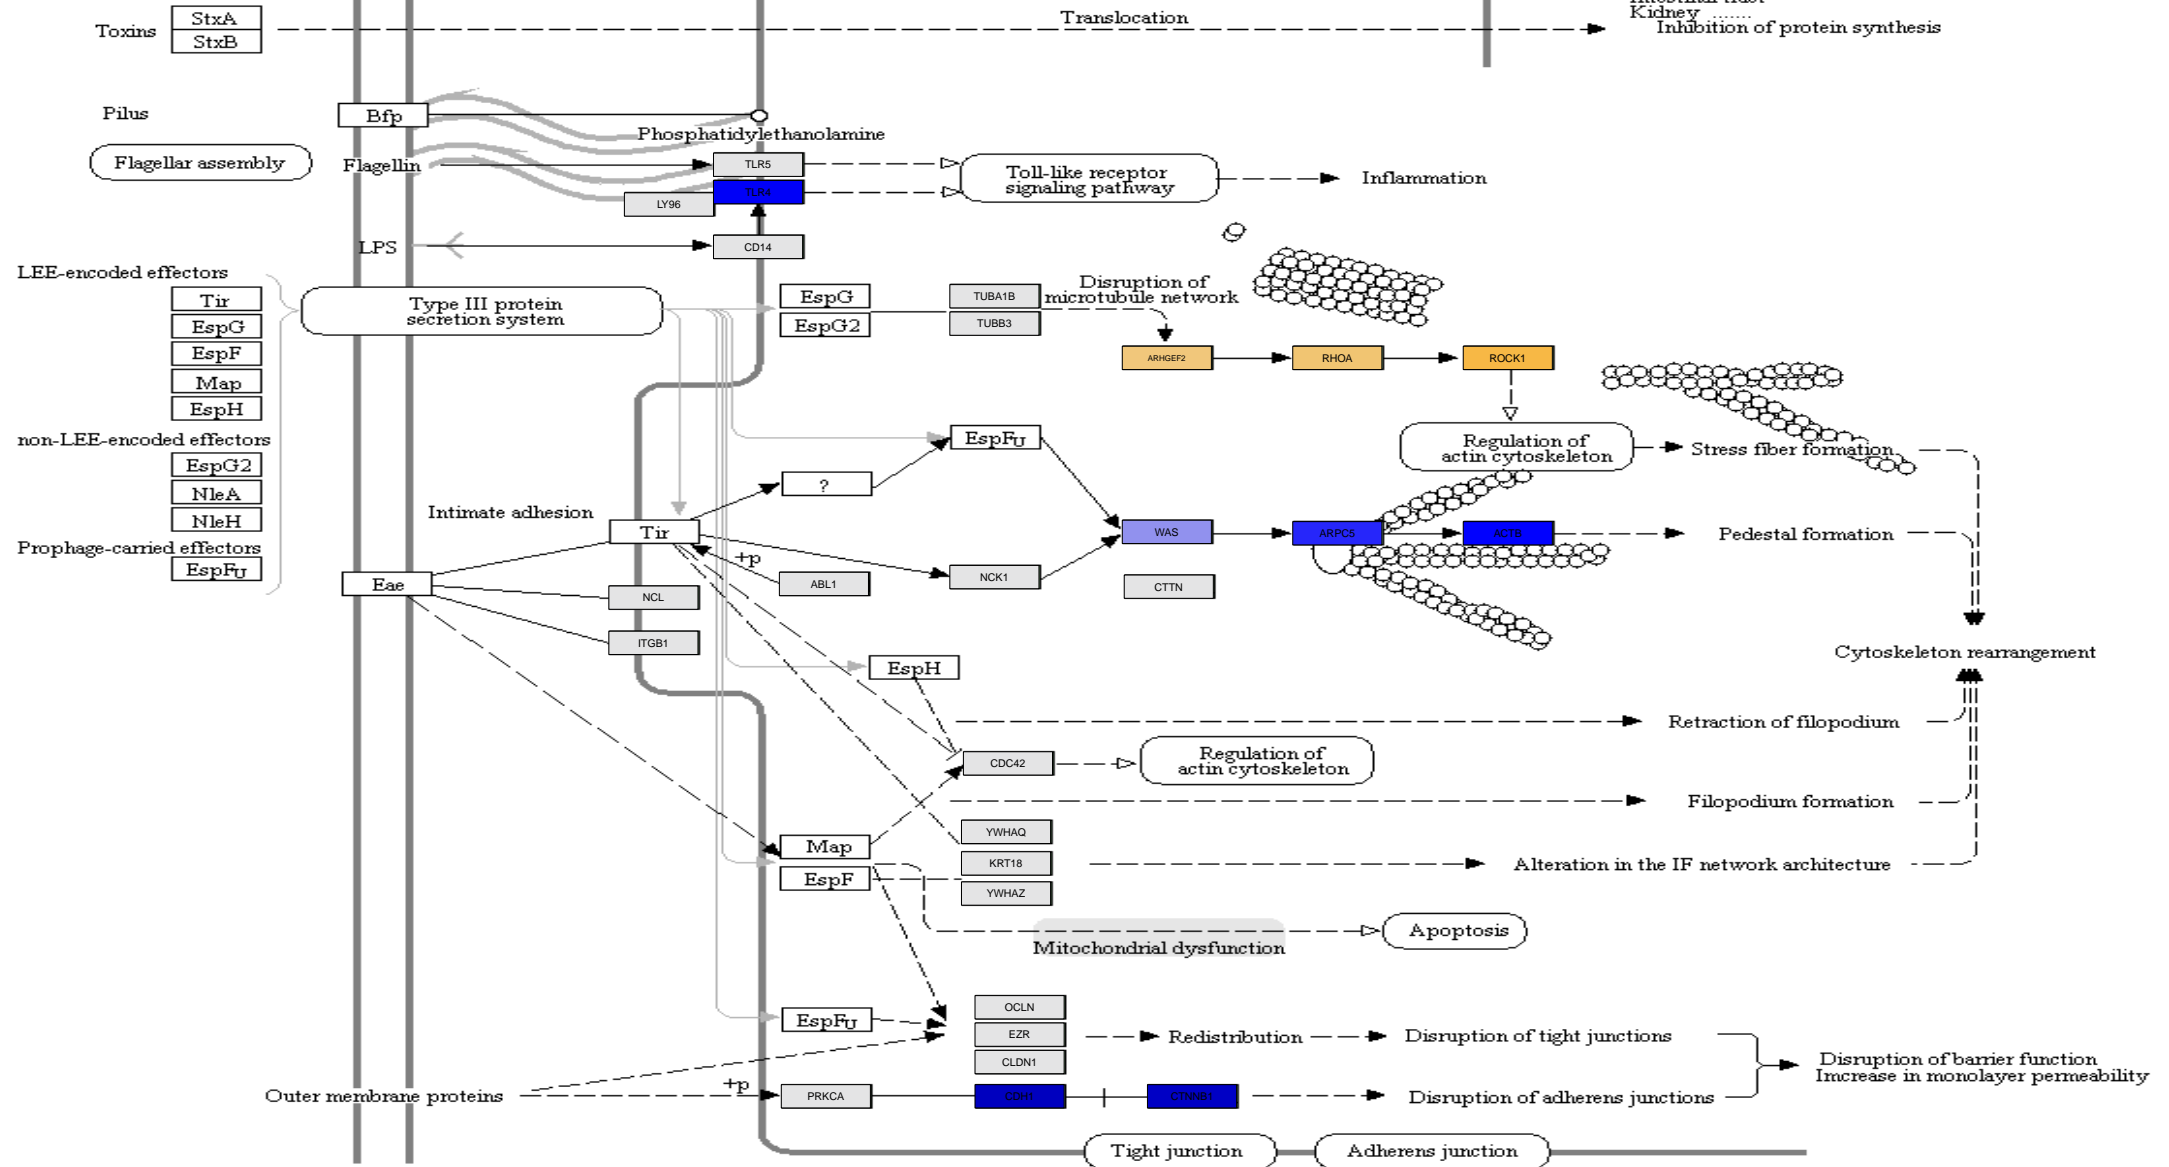 Kidney .......
Inhibition of protein synthesis
Toxins
StxA
StxB
Translocation
Pilus
Bfp
Phosphatidylethanolamine
Flagellar assembly
Flagellin
TLR5
TLR4
LY96
Toll-like receptor
signaling pathway
Inflammation
LPS
CD14
LEE-encoded effectors
Tir
EspG
EspF
Map
EspH
non-LEE-encoded effectors
EspG2
NleA
NleH
Prophage-carried effectors
EspFU
Type III protein
secretion system
EspG
EspG2
TUBA1B
TUBB3
Disruption of
microtubule network
ARHGEF2
RHOA
ROCK1
Regulation of
actin cytoskeleton
Stress fiber formation
EspFU
?
Intimate adhesion
Tir
+p
ABL1
NCK1
WAS
ARPC5
ACTB
CTTN
Pedestal formation
Eae
NCL
ITGB1
Cytoskeleton rearrangement
EspH
Retraction of filopodium
CDC42
Regulation of
actin cytoskeleton
Filopodium formation
Map
EspF
YWHAQ
KRT18
YWHAZ
Alteration in the IF network architecture
Mitochondrial dysfunction
Apoptosis
EspFU
OCLN
EZR
CLDN1
Redistribution
Disruption of tight junctions
Disruption of barrier function
Increase in monolayer permeability
Outer membrane proteins
+p
PRKCA
CDH1
CTNNB1
Disruption of adherens junctions
Tight junction
Adherens junction